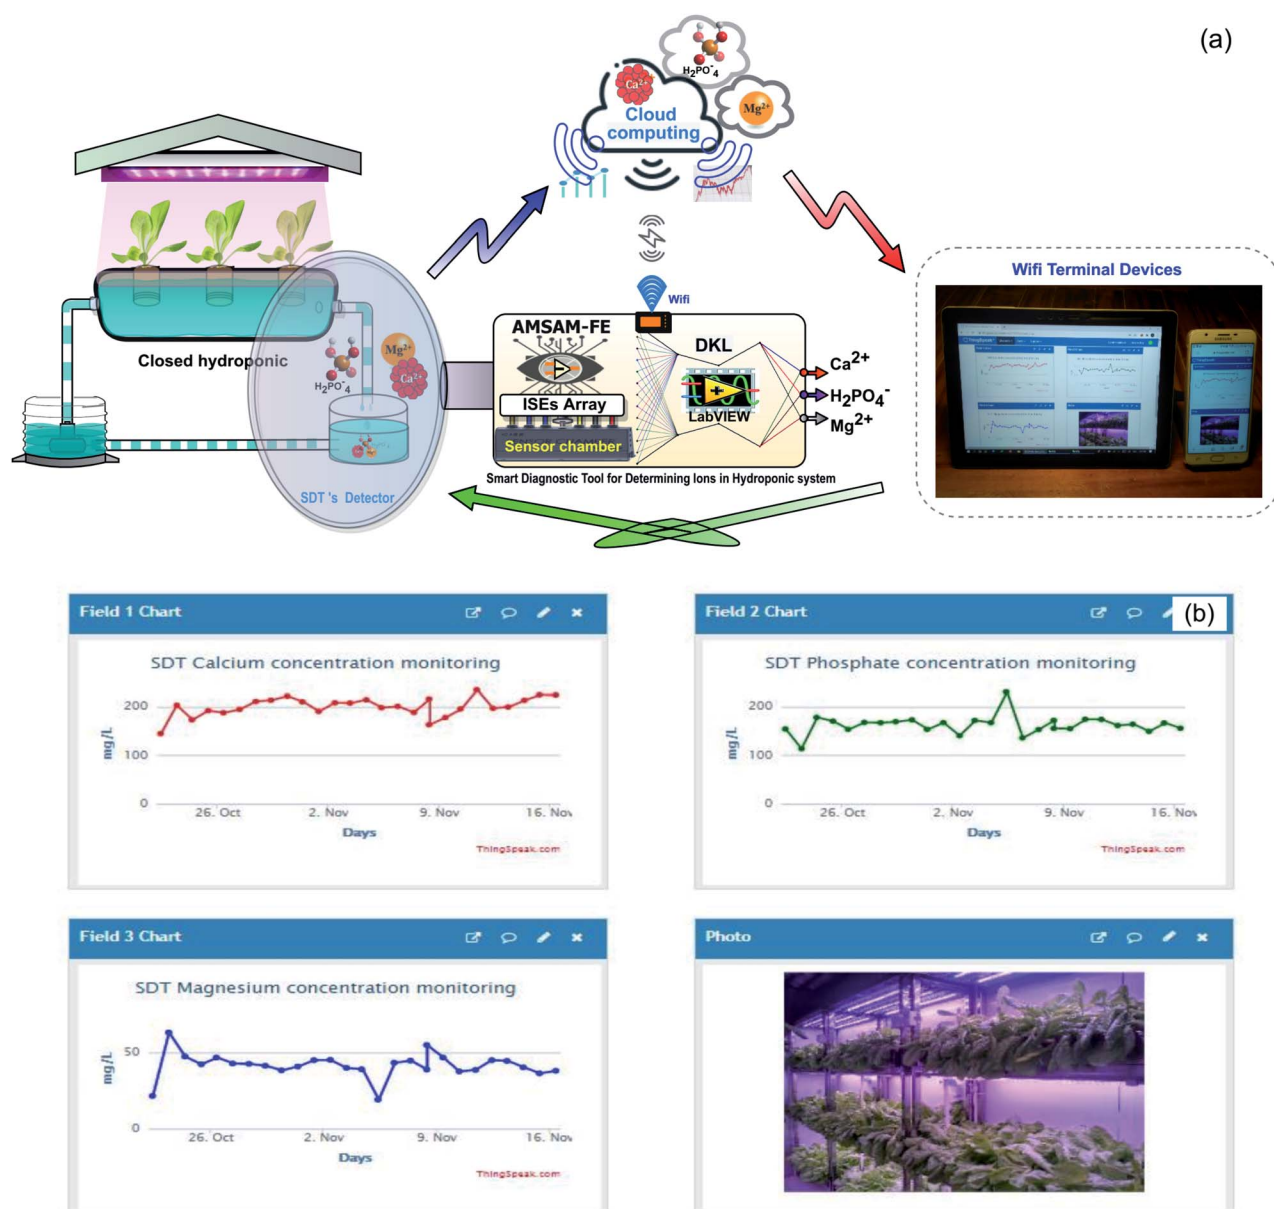 (a)
H₂PO⁻₄
Ca²⁺
Cloud
computing
Mg²⁺
Wifi Terminal Devices
Wifi
AMSAM-FE
DKL
ISEs Array
LabVIEW
Sensor chamber
Ca²⁺
H₂PO₄⁻
Mg²⁺
Closed hydroponic
Mg²⁺
Ca²⁺
H₂PO⁻₄
SDT 's Detector
Smart Diagnostic Tool for Determining Ions in Hydroponic system
ThingSpeak
SAMSUNG
(b)
Field 1 Chart
SDT Calcium concentration monitoring
mg/L
200
100
0
26. Oct
2. Nov
9. Nov
16. Nov
Days
ThingSpeak.com
Field 2 Chart
SDT Phosphate concentration monitoring
mg/L
200
100
0
26. Oct
2. Nov
9. Nov
16. Nov
Days
ThingSpeak.com
Field 3 Chart
SDT Magnesium concentration monitoring
mg/L
50
0
26. Oct
2. Nov
9. Nov
16. Nov
Days
ThingSpeak.com
Photo